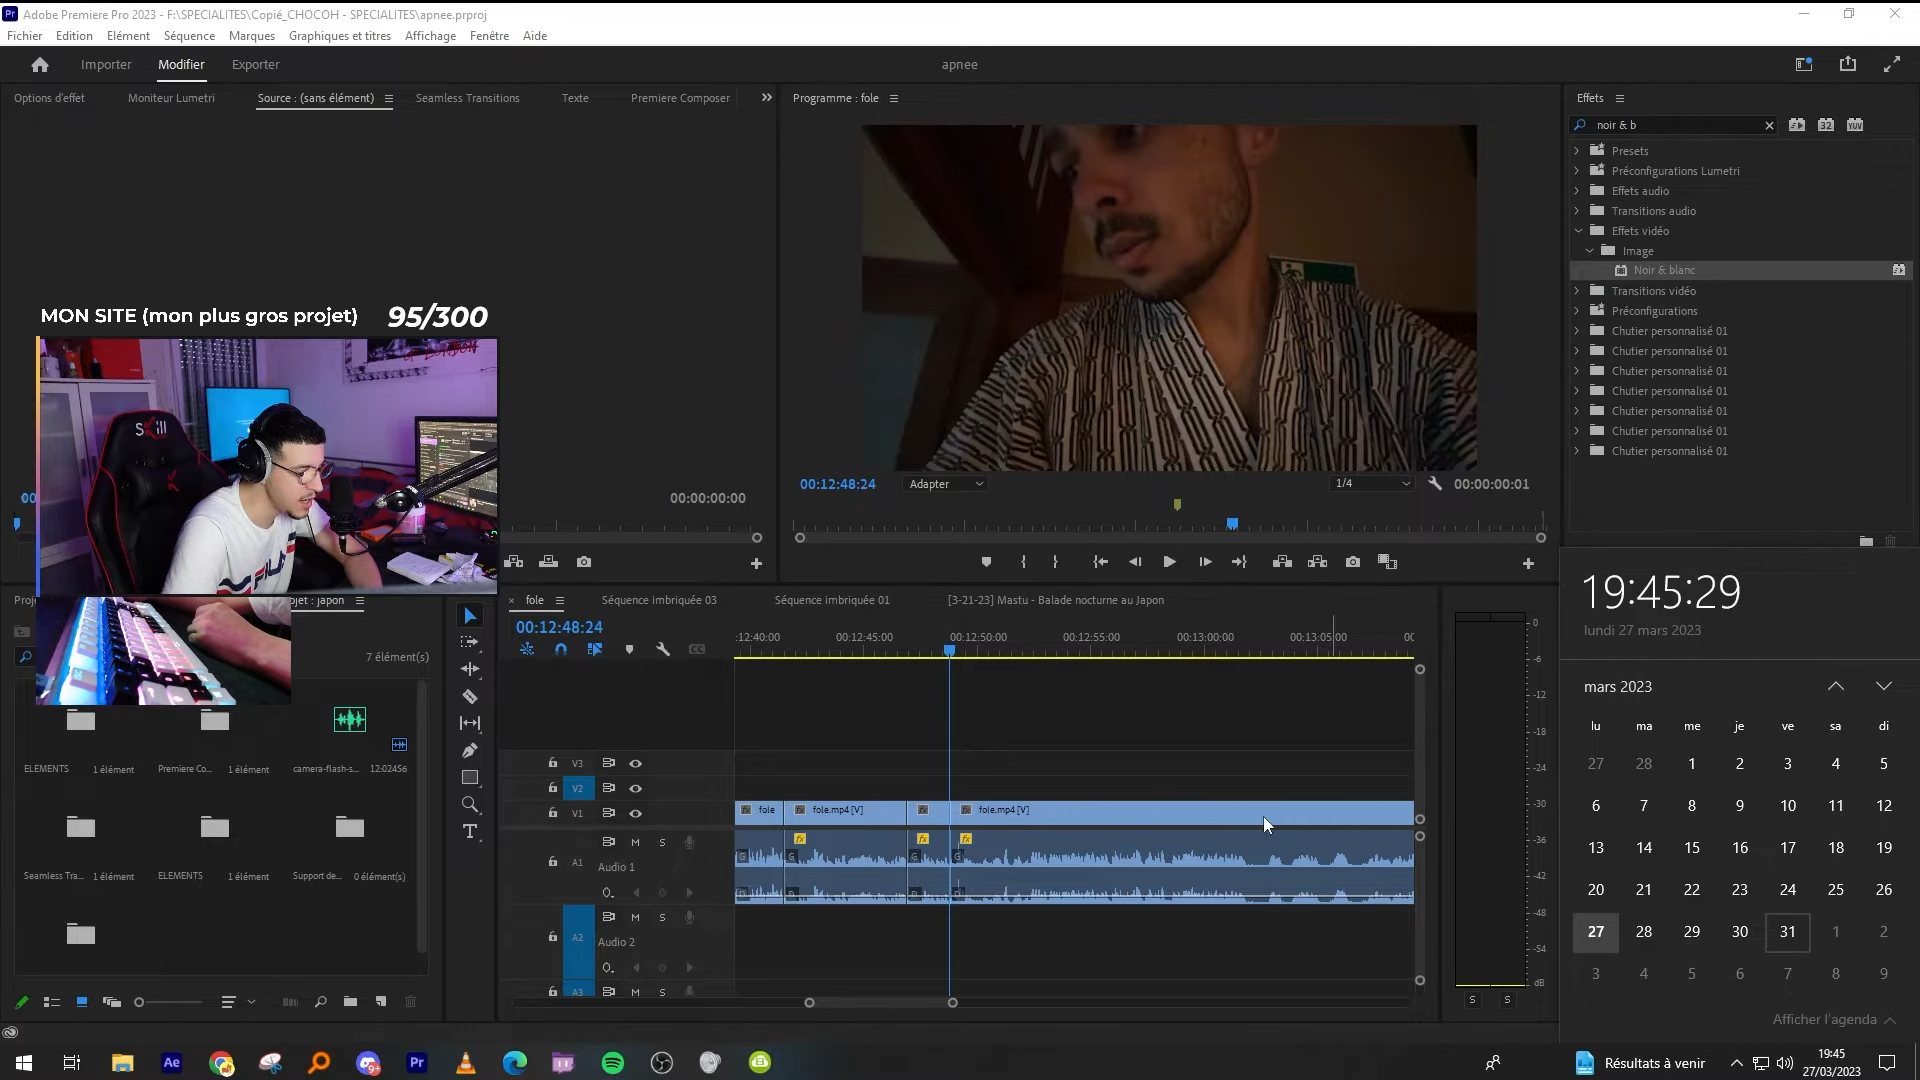 Adobe Premiere Pro 2023 - F:\SPECIALITES\Copié_CHOCOH - SPECIALITES\apnee.prproj
Fichier Edition Elément Séquence Marques Graphiques et titres Affichage Fenêtre Aide
Importer Modifier Exporter apnee
Options d'effet Moniteur Lumetri Source : (sans élément) Seamless Transitions Texte Premiere Composer
Programme : fole
Effets
noir & b
Presets
Préconfigurations Lumetri
Effets audio
Transitions audio
Effets vidéo
Image
Noir & blanc
Transitions vidéo
Préconfigurations
Chutier personnalisé 01
Chutier personnalisé 01
Chutier personnalisé 01
Chutier personnalisé 01
Chutier personnalisé 01
Chutier personnalisé 01
Chutier personnalisé 01
MON SITE (mon plus gros projet) 95/300
00:00:00:00
00:12:48:24 Adapter 1/4 00:00:00:01
fole Séquence imbriquée 03 Séquence imbriquée 01 [3-21-23] Mastu - Balade nocturne au Japon
00:12:48:24
:12:40:00 00:12:45:00 00:12:50:00 00:12:55:00 00:13:00:00 00:13:05:00 00
V3
V2
V1 fole fole.mp4 [V] fole.mp4 [V]
M S
A1 Audio 1
M S
A2 Audio 2
A3 M S
0
-6
-12
-18
-24
-30
-36
-42
-48
-54
dB
S S
ojet : japon
7 élément(s)
ELEMENTS 1 élément Premiere Co... 1 élément camera-flash-s... 12:02456
Seamless Tra... 1 élément ELEMENTS 1 élément Support de... 0 élément(s)
19:45:29
lundi 27 mars 2023
mars 2023
lu ma me je ve sa di
27 28 1 2 3 4 5
6 7 8 9 10 11 12
13 14 15 16 17 18 19
20 21 22 23 24 25 26
27 28 29 30 31 1 2
3 4 5 6 7 8 9
Afficher l'agenda
Résultats à venir
19:45
27/03/2023